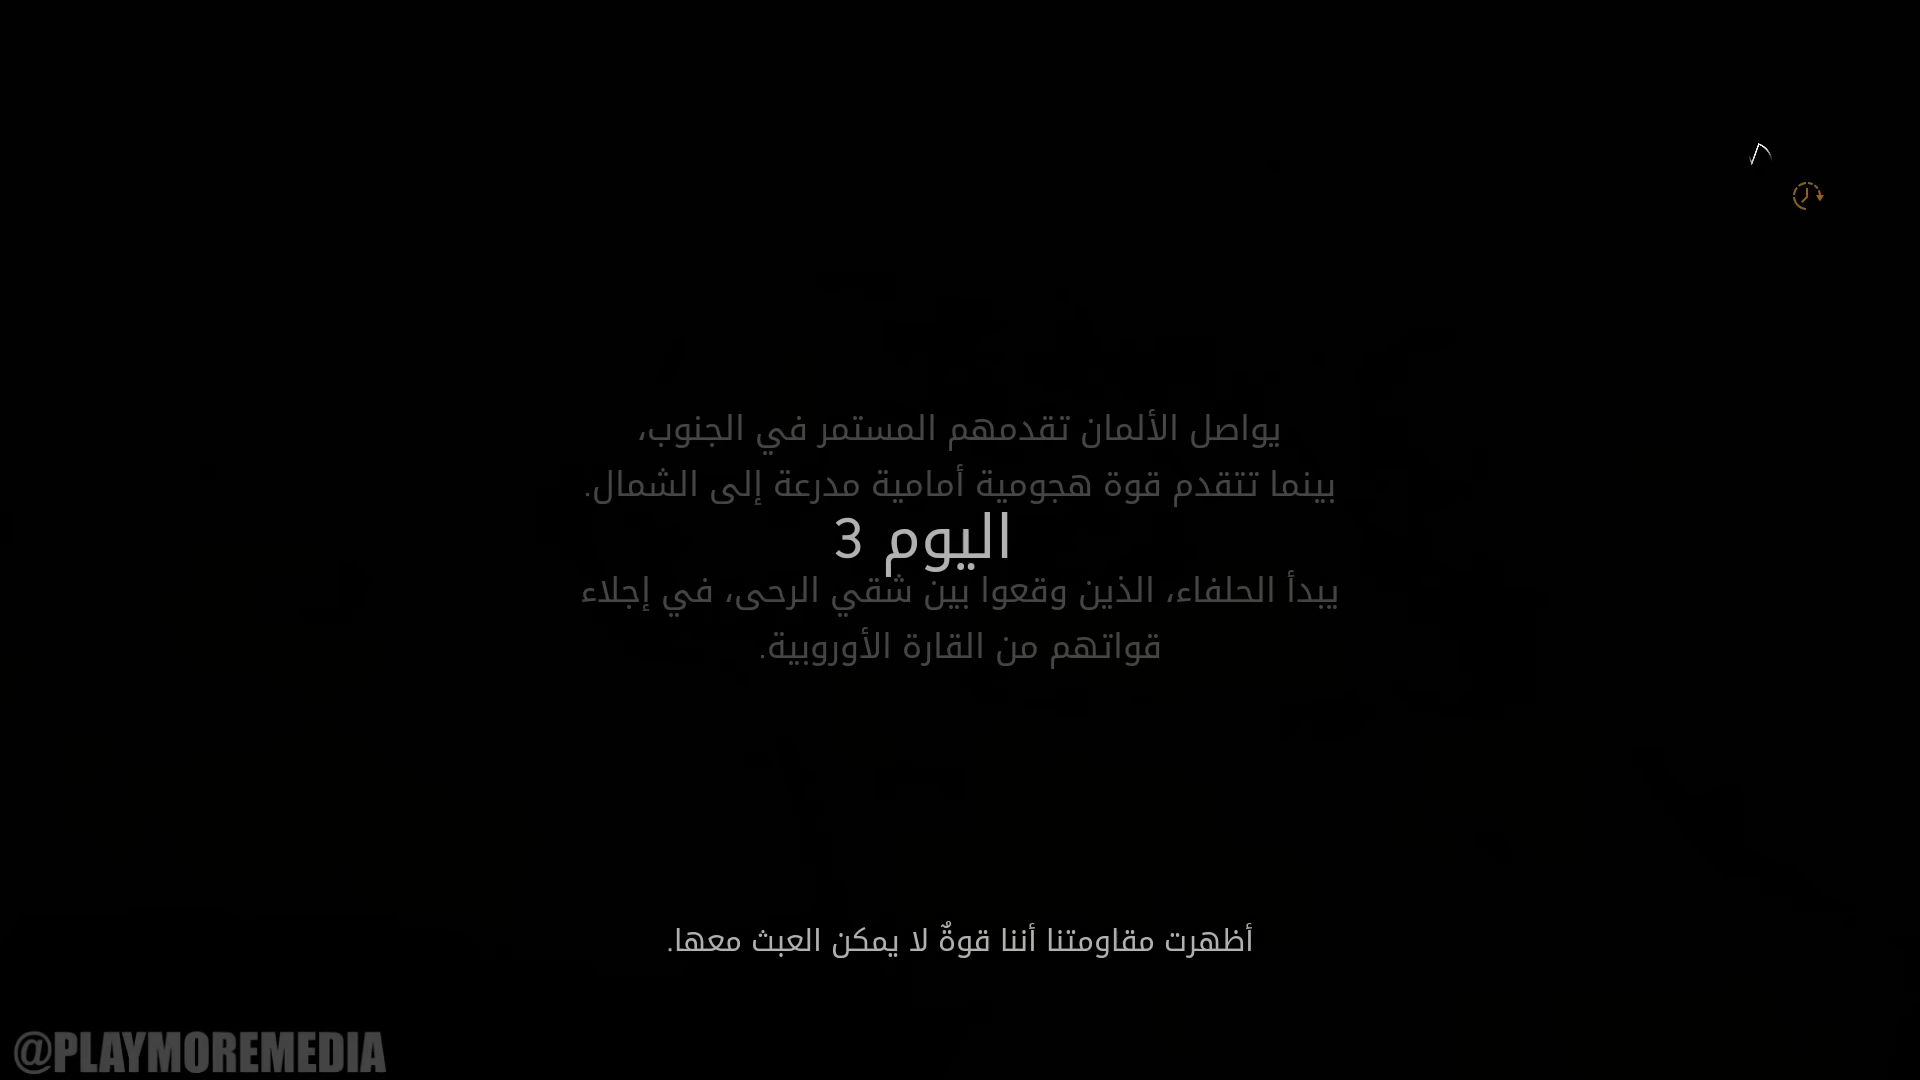 يواصل الألمان تقدمهم المستمر في الجنوب،
بينما تتقدم قوة هجومية أمامية مدرعة إلى الشمال.
اليوم 3
يبدأ الحلفاء، الذين وقعوا بين شقي الرحى، في إجلاء
قواتهم من القارة الأوروبية.
أظهرت مقاومتنا أننا قوةٌ لا يمكن العبث معها.
@PLAYMOREMEDIA